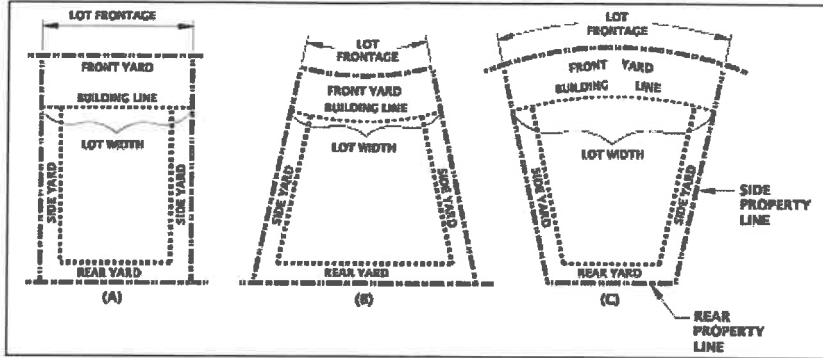 LOT FRONTAGE
FRONT YARD
BUILDING LINE
LOT WIDTH
SIDE YARD
SIDE YARD
REAR YARD
(A)
LOT
FRONTAGE
FRONT YARD
BUILDING LINE
LOT WIDTH
SIDE YARD
SIDE YARD
REAR YARD
(B)
LOT
FRONTAGE
FRONT YARD
BUILDING LINE
LOT WIDTH
SIDE YARD
SIDE YARD
REAR YARD
(C)
SIDE
PROPERTY
LINE
REAR
PROPERTY
LINE